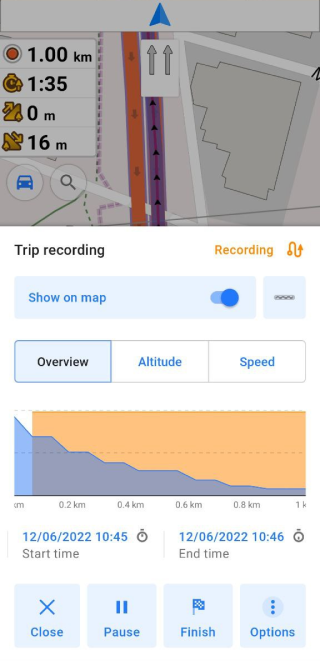 1.00 km
1:35
0 m
16 m
Trip recording
Recording
Show on map
Overview
Altitude
Speed
km 0.2 km 0.4 km 0.6 km 0.8 km 1 k
12/06/2022 10:45
Start time
12/06/2022 10:46
End time
Close
Pause
Finish
Options